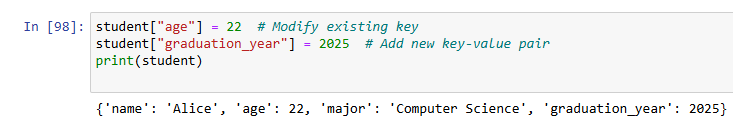 In [98]: student["age"] = 22  # Modify existing key
student["graduation_year"] = 2025  # Add new key-value pair
print(student)
{'name': 'Alice', 'age': 22, 'major': 'Computer Science', 'graduation_year': 2025}